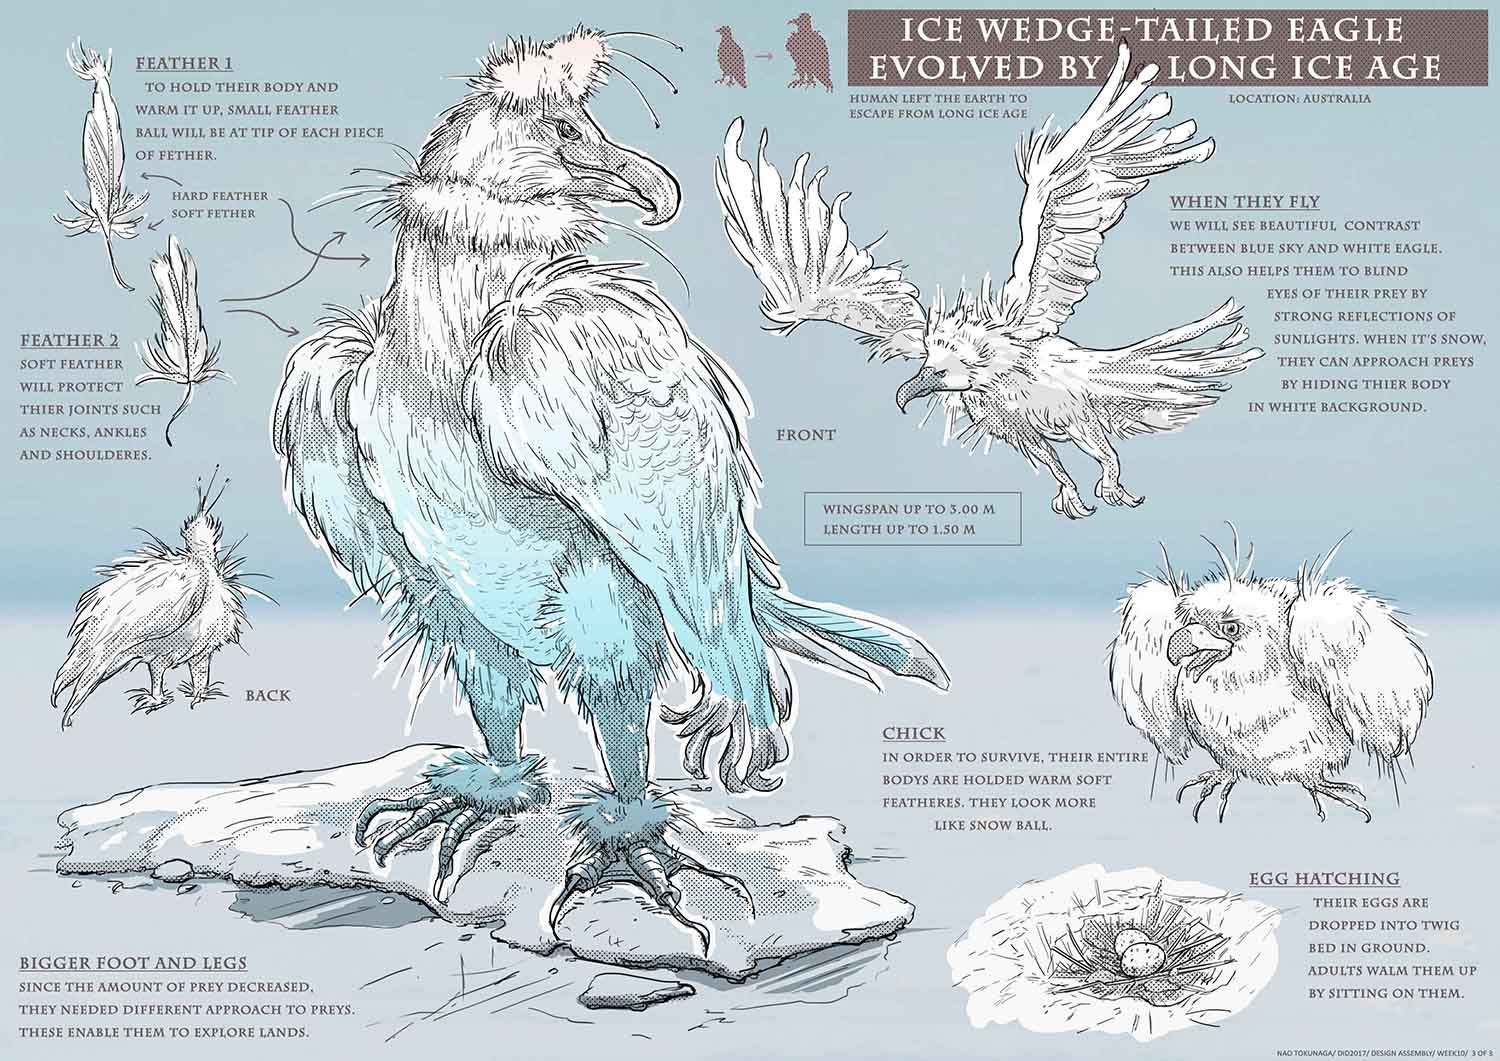 ICE WEDGE-TAILED EAGLE
EVOLVED BY LONG ICE AGE
HUMAN LEFT THE EARTH TO
ESCAPE FROM LONG ICE AGE
LOCATION: AUSTRALIA
FEATHER 1
TO HOLD THEIR BODY AND
WARM IT UP, SMALL FEATHER
BALL WILL BE AT TIP OF EACH PIECE
OF FETHER.
HARD FEATHER
SOFT FETHER
FEATHER 2
SOFT FEATHER
WILL PROTECT
THIER JOINTS SUCH
AS NECKS, ANKLES
AND SHOULDERES.
WHEN THEY FLY
WE WILL SEE BEAUTIFUL CONTRAST
BETWEEN BLUE SKY AND WHITE EAGLE.
THIS ALSO HELPS THEM TO BLIND
EYES OF THEIR PREY BY
STRONG REFLECTIONS OF
SUNLIGHTS. WHEN IT'S SNOW,
THEY CAN APPROACH PREYS
BY HIDING THIER BODY
IN WHITE BACKGROUND.
FRONT
WINGSPAN UP TO 3.00 M
LENGTH UP TO 1.50 M
BACK
CHICK
IN ORDER TO SURVIVE, THEIR ENTIRE
BODYS ARE HOLDED WARM SOFT
FEATHERES. THEY LOOK MORE
LIKE SNOW BALL.
EGG HATCHING
THEIR EGGS ARE
DROPPED INTO TWIG
BED IN GROUND.
ADULTS WALM THEM UP
BY SITTING ON THEM.
BIGGER FOOT AND LEGS
SINCE THE AMOUNT OF PREY DECREASED,
THEY NEEDED DIFFERENT APPROACH TO PREYS.
THESE ENABLE THEM TO EXPLORE LANDS.
NAO TOKUNAGA/ DID2017/ DESIGN ASSEMBLY/ WEEK10/ 3 OF 5